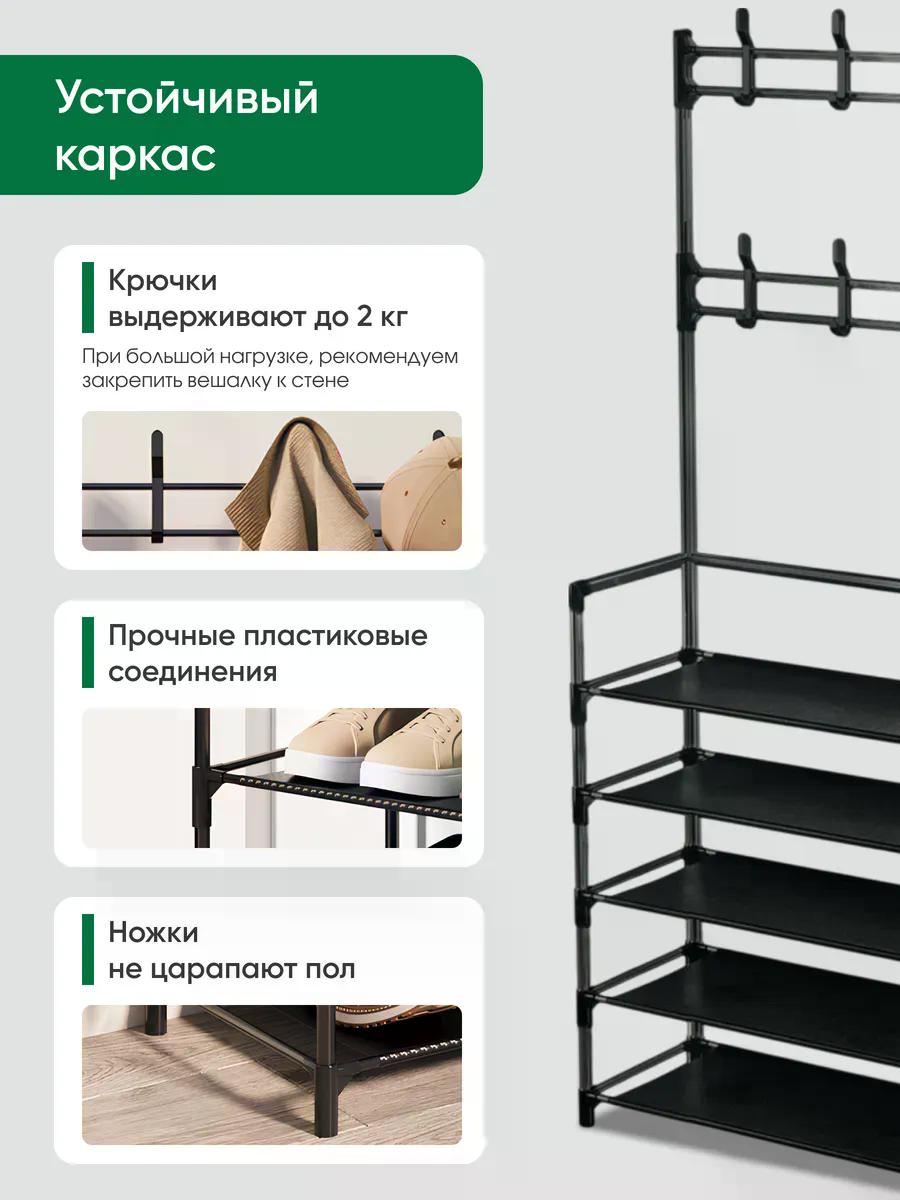 Устойчивый
каркас
Крючки
выдерживают до 2 кг
При большой нагрузке, рекомендуем
закрепить вешалку к стене
Прочные пластиковые
соединения
Ножки
не царапают пол